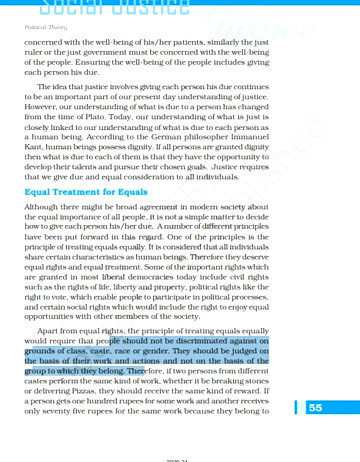 Social Justice
Political Theory
concerned with the well-being of his/her patients, similarly the just
ruler or the just government must be concerned with the well-being
of the people. Ensuring the well-being of the people includes giving
each person his due.
The idea that justice involves giving each person his due continues
to be an important part of our present day understanding of justice.
However, our understanding of what is due to a person has changed
from the time of Plato. Today, our understanding of what is just is
closely linked to our understanding of what is due to each person as
a human being. According to the German philosopher Immanuel
Kant, human beings possess dignity. If all persons are granted dignity
then what is due to each of them is that they have the opportunity to
develop their talents and pursue their chosen goals. Justice requires
that we give due and equal consideration to all individuals.
Equal Treatment for Equals
Although there might be broad agreement in modern society about
the equal importance of all people, it is not a simple matter to decide
how to give each person his/her due. A number of different principles
have been put forward in this regard. One of the principles is the
principle of treating equals equally. It is considered that all individuals
share certain characteristics as human beings. Therefore they deserve
equal rights and equal treatment. Some of the important rights which
are granted in most liberal democracies today include civil rights
such as the rights of life, liberty and property, political rights like the
right to vote, which enable people to participate in political processes,
and certain social rights which would include the right to enjoy equal
opportunities with other members of the society.
Apart from equal rights, the principle of treating equals equally
would require that people should not be discriminated against on
grounds of class, caste, race or gender. They should be judged on
the basis of their work and actions and not on the basis of the
group to which they belong. Therefore, if two persons from different
castes perform the same kind of work, whether it be breaking stones
or delivering Pizzas, they should receive the same kind of reward. If
a person gets one hundred rupees for some work and another receives
only seventy five rupees for the same work because they belong to
55